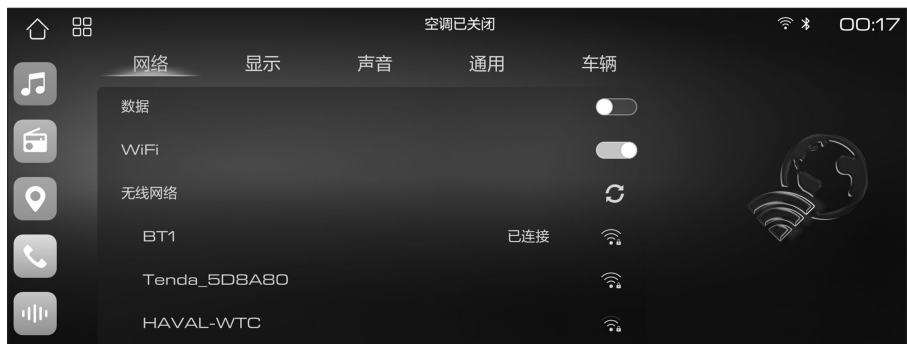 空调已关闭 00:17
网络 显示 声音 通用 车辆
数据
WiFi
无线网络
BT1 已连接
Tenda_5D8A80
HAVAL-WTC